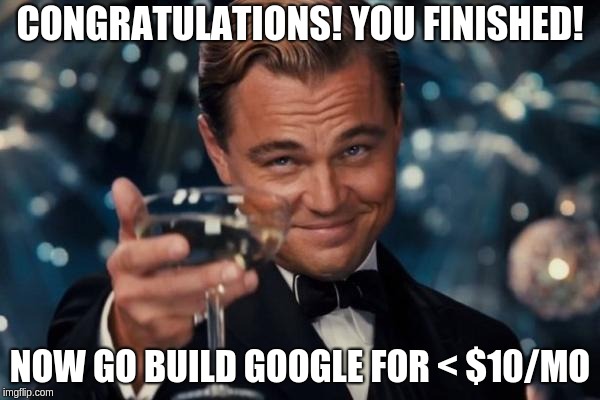 CONGRATULATIONS! YOU FINISHED!
NOW GO BUILD GOOGLE FOR < $10/MO
imgflip.com